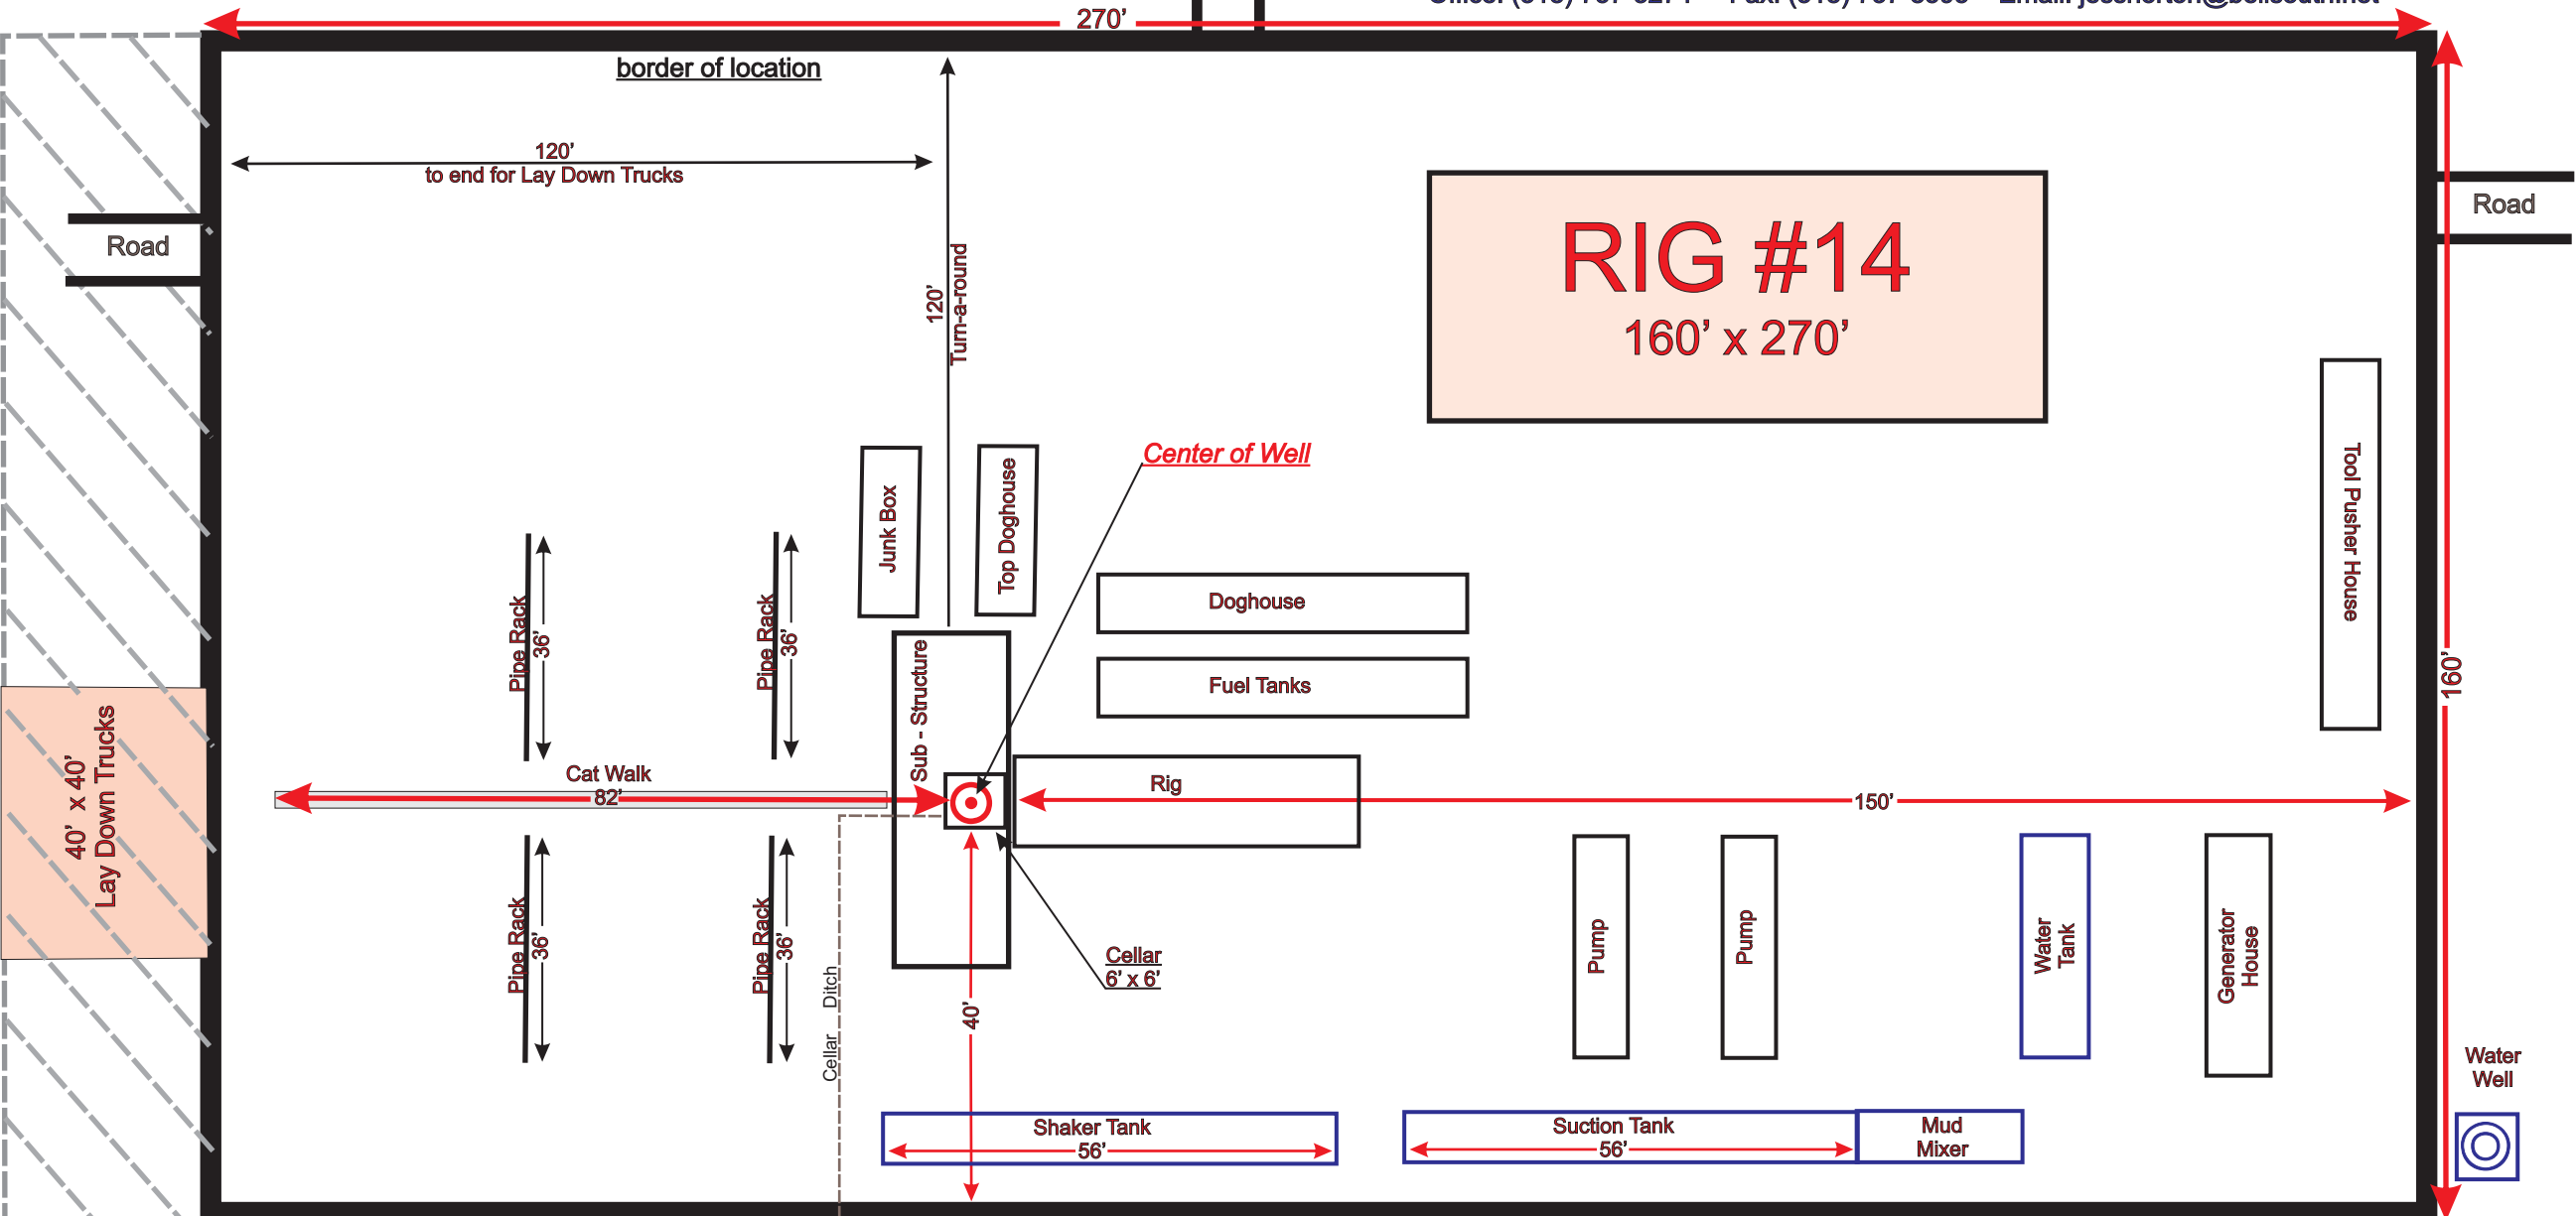 270’
border of location
120’
to end for Lay Down Trucks
120’
Turn-a-round
RIG #14
160’ x 270’
Road
Road
Center of Well
Junk Box
Top Doghouse
Doghouse
Fuel Tanks
Tool Pusher House
160’
Pipe Rack
36’
Pipe Rack
36’
Sub - Structure
40’ x 40’
Lay Down Trucks
Cat Walk
82’
Rig
150’
Pipe Rack
36’
Pipe Rack
36’
Cellar Ditch
Cellar
6’ x 6’
40’
Pump
Pump
Water
Tank
Generator
House
Water
Well
Shaker Tank
56’
Suction Tank
56’
Mud
Mixer